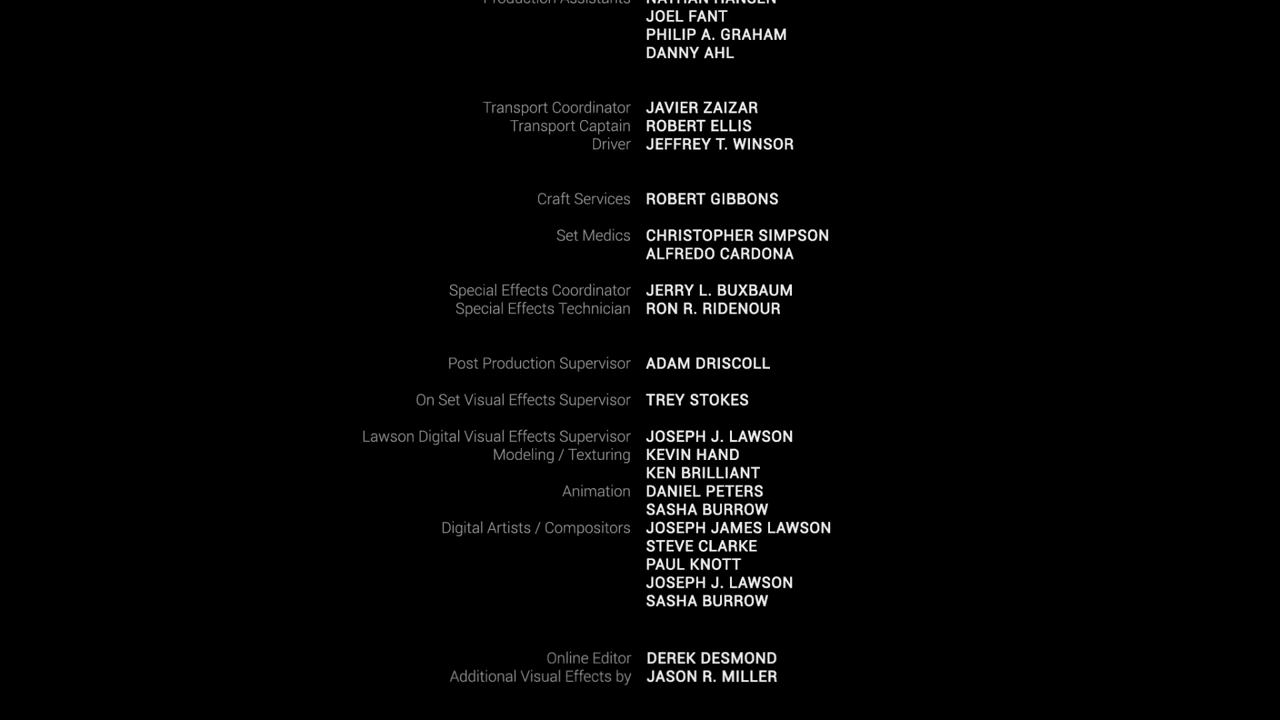 Production Assistants NATHAN HANSEN
JOEL FANT
PHILIP A. GRAHAM
DANNY AHL
Transport Coordinator JAVIER ZAIZAR
Transport Captain ROBERT ELLIS
Driver JEFFREY T. WINSOR
Craft Services ROBERT GIBBONS
Set Medics CHRISTOPHER SIMPSON
ALFREDO CARDONA
Special Effects Coordinator JERRY L. BUXBAUM
Special Effects Technician RON R. RIDENOUR
Post Production Supervisor ADAM DRISCOLL
On Set Visual Effects Supervisor TREY STOKES
Lawson Digital Visual Effects Supervisor JOSEPH J. LAWSON
Modeling / Texturing KEVIN HAND
KEN BRILLIANT
Animation DANIEL PETERS
SASHA BURROW
Digital Artists / Compositors JOSEPH JAMES LAWSON
STEVE CLARKE
PAUL KNOTT
JOSEPH J. LAWSON
SASHA BURROW
Online Editor DEREK DESMOND
Additional Visual Effects by JASON R. MILLER